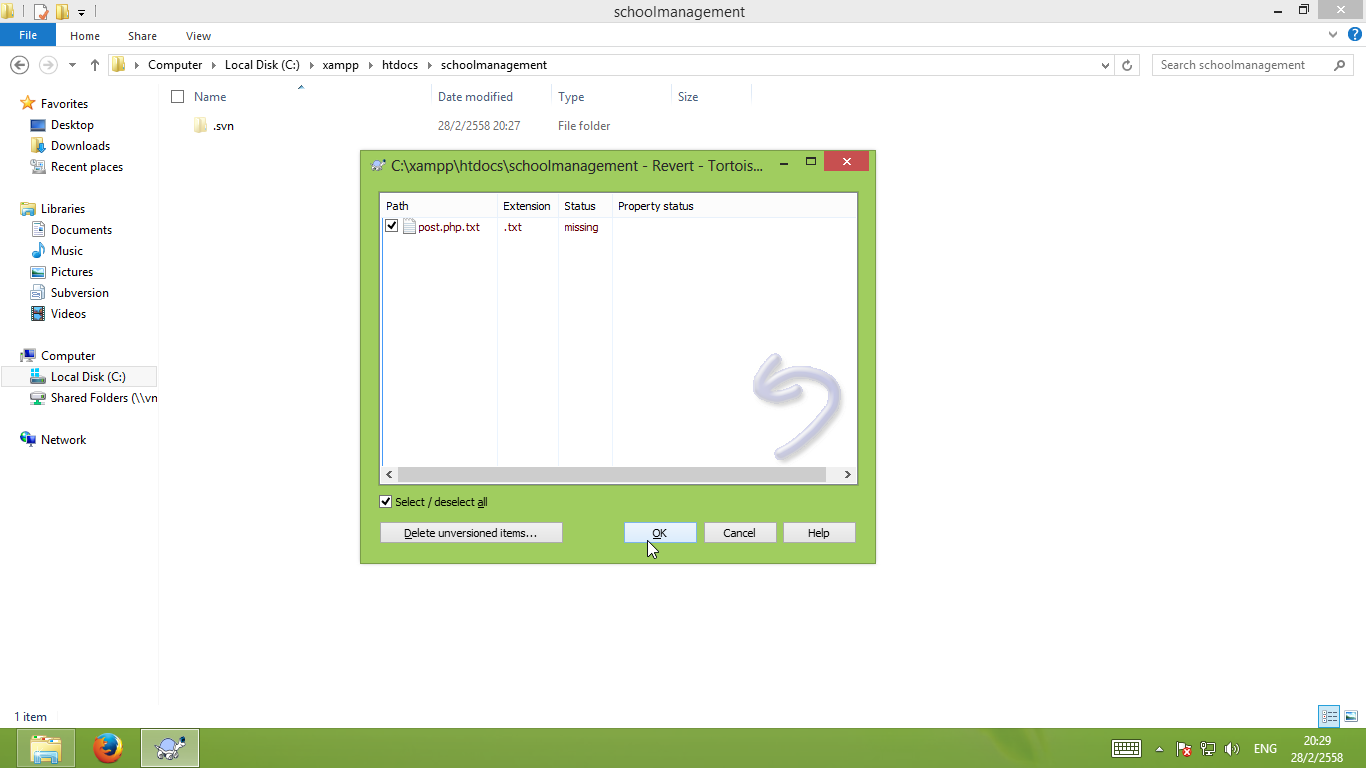 schoolmanagement
File Home Share View
Computer Local Disk (C:) xampp htdocs schoolmanagement
Search schoolmanagement
Name Date modified Type Size
.svn 28/2/2558 20:27 File folder
Favorites
Desktop
Downloads
Recent places
Libraries
Documents
Music
Pictures
Subversion
Videos
Computer
Local Disk (C:)
Shared Folders (\\vn
Network
C:\xampp\htdocs\schoolmanagement - Revert - Tortois...
Path Extension Status Property status
post.php.txt .txt missing
Select / deselect all
Delete unversioned items... OK Cancel Help
1 item
ENG
20:29
28/2/2558